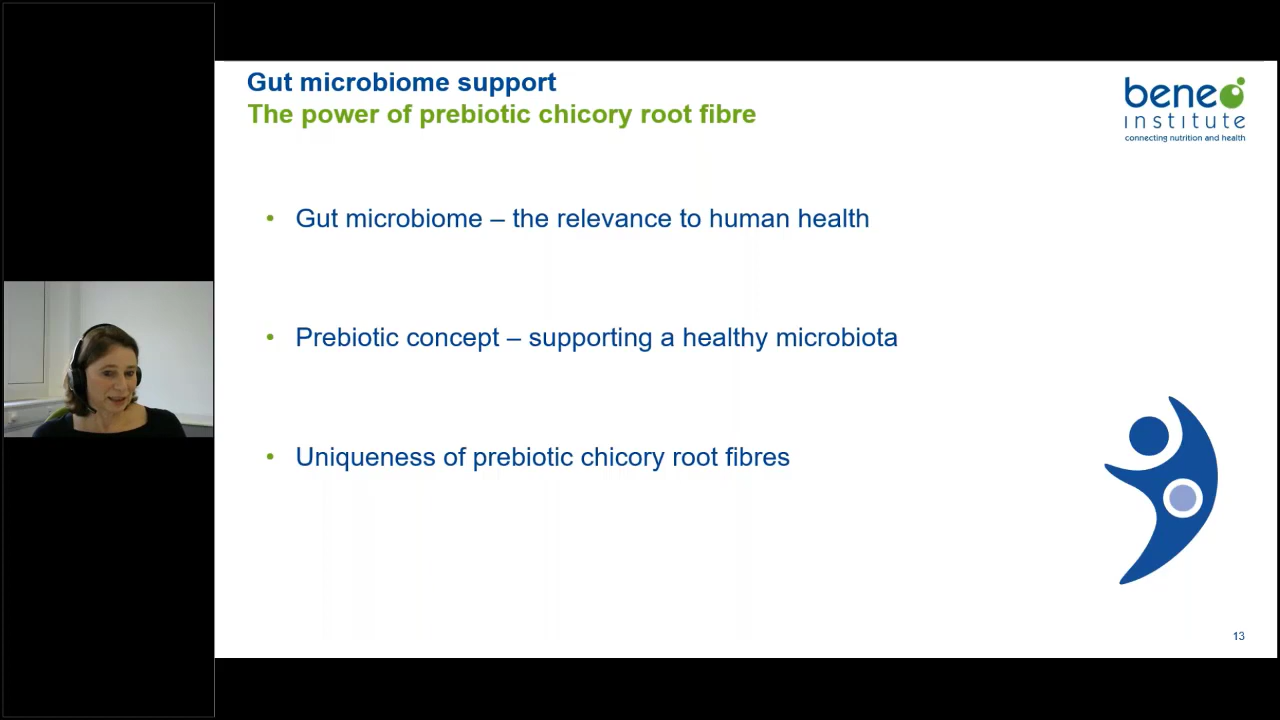 Gut microbiome support
The power of prebiotic chicory root fibre
beneo
institute
connecting nutrition and health
• Gut microbiome – the relevance to human health
• Prebiotic concept – supporting a healthy microbiota
• Uniqueness of prebiotic chicory root fibres
13